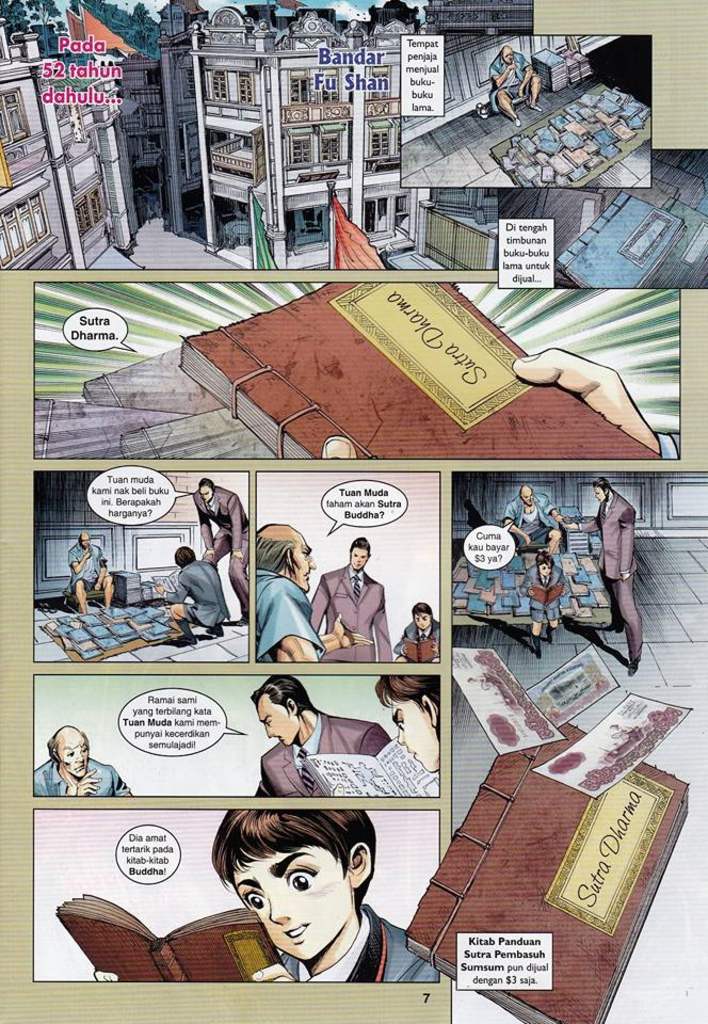 Pada
52 tahun
dahulu...
Bandar
Fu Shan
Tempat
penjaja
menjual
buku-
buku
lama.
Di tengah
timbunan
buku-buku
lama untuk
dijual...
Sutra
Dharma.
Sutra Dharma
Tuan muda
kami nak beli buku
ini. Berapakah
harganya?
Tuan Muda
faham akan Sutra
Buddha?
Cuma
kau bayar
$3 ya?
Ramai sami
yang terbilang kata
Tuan Muda kami mem-
punyai kecerdikan
semulajadi!
Dia amat
tertarik pada
kitab-kitab
Buddha!
Sutra Dharma
Kitab Panduan
Sutra Pembasuh
Sumsum pun dijual
dengan $3 saja.
7